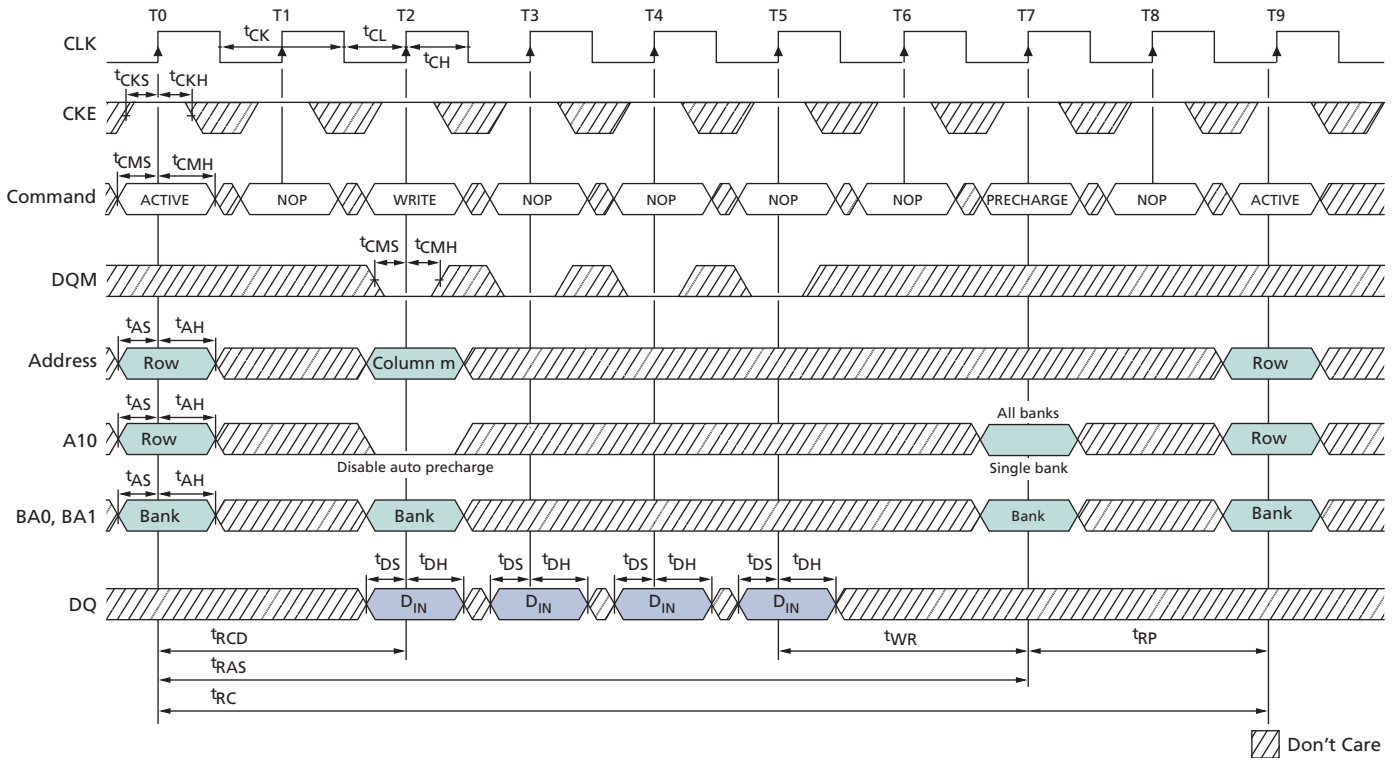 T0 T1 T2 T3 T4 T5 T6 T7 T8 T9
CLK tCK tCL tCH
tCKS tCKH
CKE
tCMS tCMH
Command ACTIVE NOP WRITE NOP NOP NOP NOP PRECHARGE NOP ACTIVE
tCMS tCMH
DQM
tAS tAH
Address Row Column m Row
tAS tAH All banks
A10 Row Row
Disable auto precharge Single bank
tAS tAH
BA0, BA1 Bank Bank Bank Bank
tDS tDH tDS tDH tDS tDH tDS tDH
DQ DIN DIN DIN DIN
tRCD tWR tRP
tRAS
tRC
Don't Care